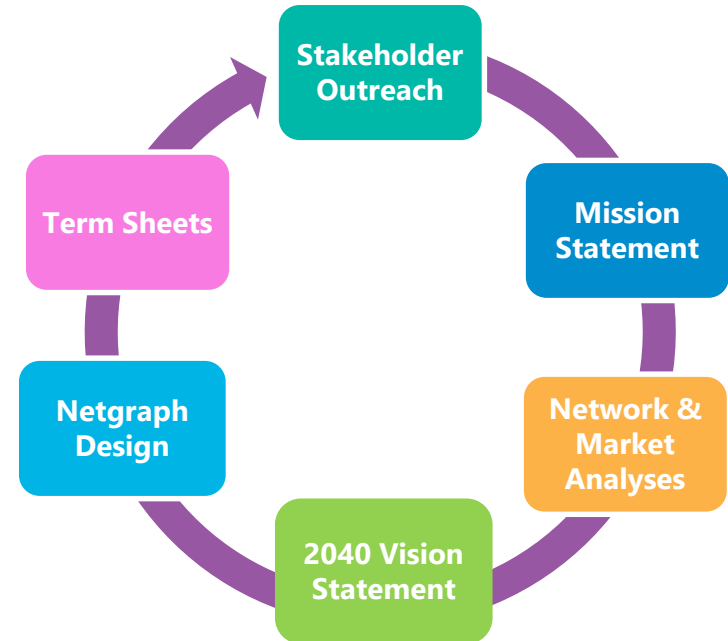 Stakeholder
Outreach
Mission
Statement
Network &
Market
Analyses
2040 Vision
Statement
Netgraph
Design
Term Sheets